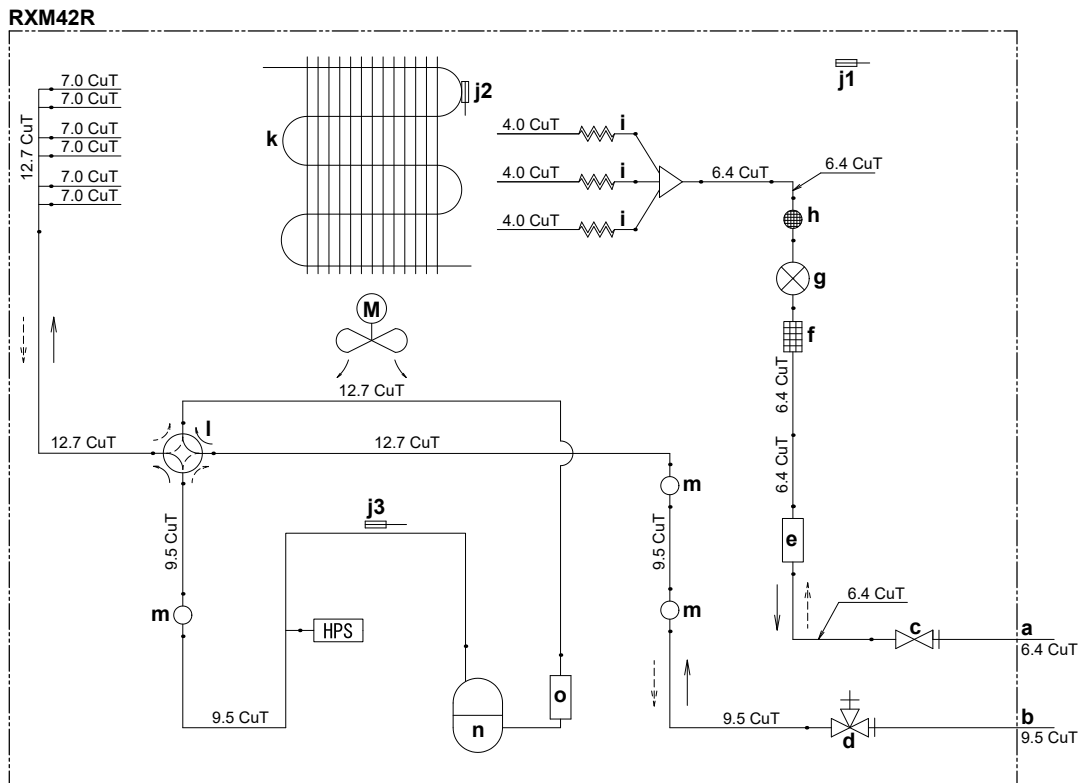 RXM42R
7.0 CuT
7.0 CuT
7.0 CuT
7.0 CuT
7.0 CuT
7.0 CuT
12.7 CuT
k
j2
j1
4.0 CuT
i
4.0 CuT
i
4.0 CuT
i
6.4 CuT
6.4 CuT
h
g
f
M
12.7 CuT
6.4 CuT
12.7 CuT
l
12.7 CuT
6.4 CuT
m
j3
9.5 CuT
9.5 CuT
e
m
m
HPS
6.4 CuT
c
a
6.4 CuT
9.5 CuT
n
o
9.5 CuT
d
b
9.5 CuT